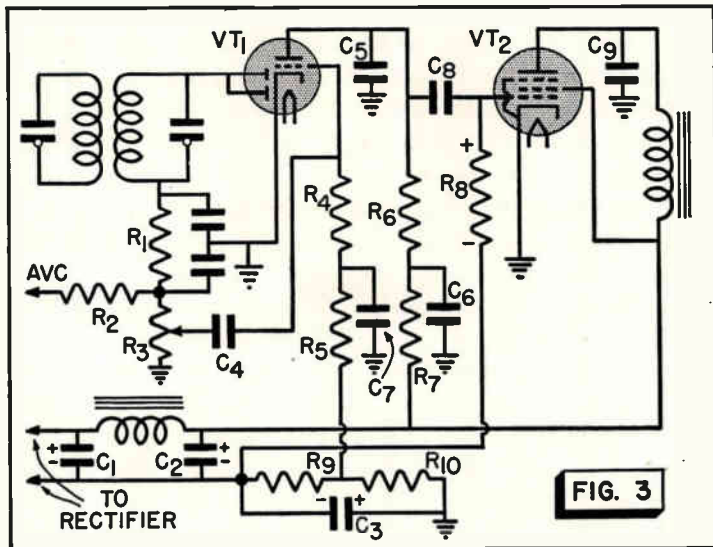 VT1
C5
VT2
C9
C8
+
R8
-
R4
R6
R1
AVC
R2
R3
C4
R5
C7
C6
R7
+
-
C1
C2
+
-
R9
R10
- +
C3
TO
RECTIFIER
FIG. 3